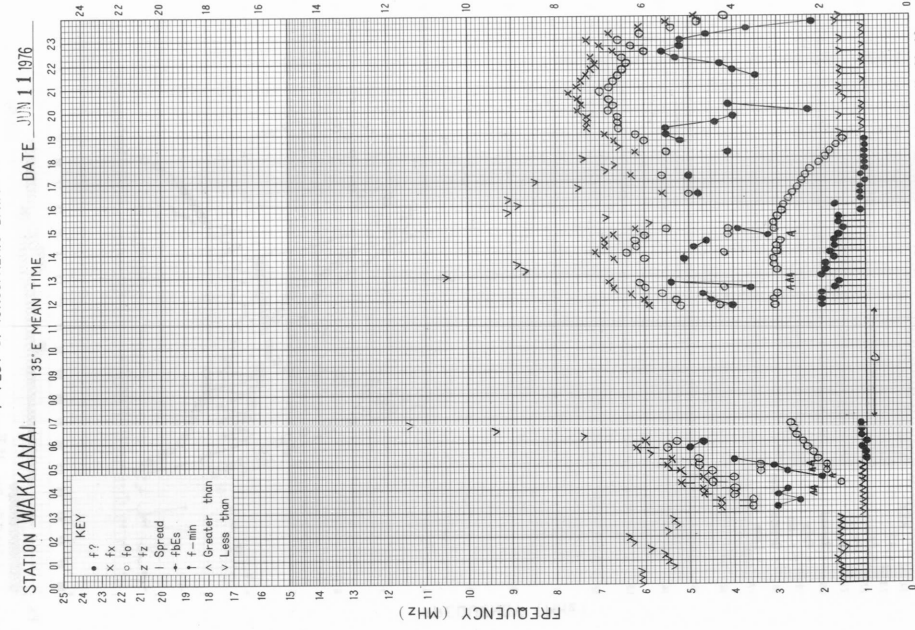 STATION WAKKANAI 135°E MEAN TIME DATE JUN 11 1976
00 01 02 03 04 05 06 07 08 09 10 11 12 13 14 15 16 17 18 19 20 21 22 23
KEY
f?
fx
fo
fz
Spread
fbEs
f-min
Greater than
Less than
FREQUENCY (MHz)
25
24
23
22
21
20
19
18
17
16
15
14
13
12
11
10
9
8
7
6
5
4
3
2
1
0
24
22
20
18
16
14
12
10
8
6
4
2
0
A
C